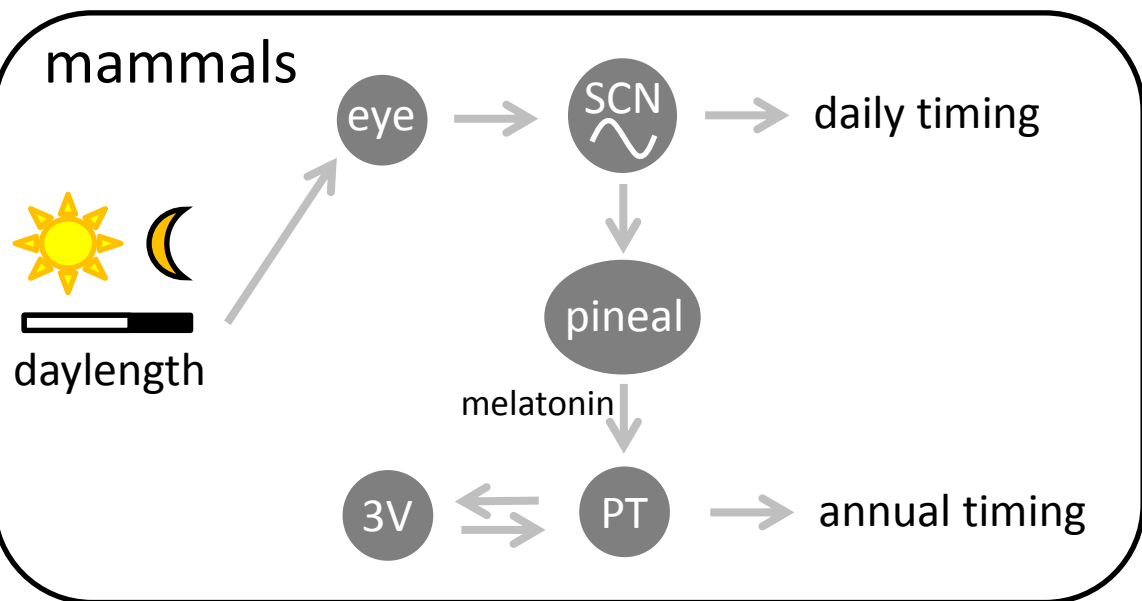 mammals
eye
SCN
daily timing
daylength
pineal
melatonin
3V
PT
annual timing